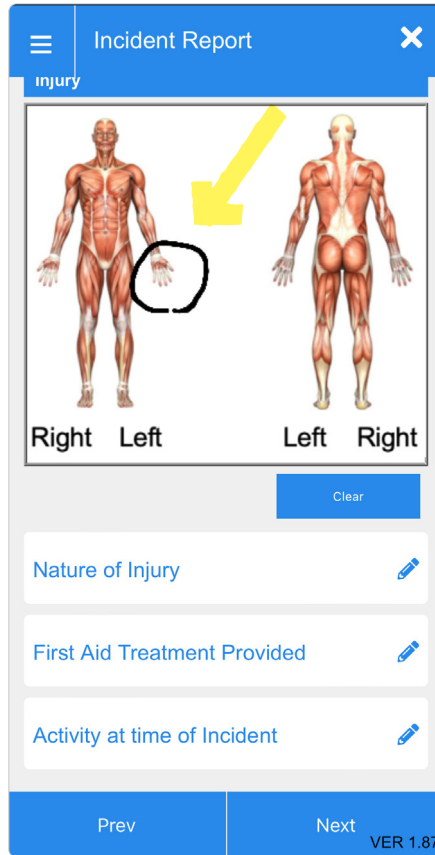 Incident Report
Injury
Right Left
Left Right
Clear
Nature of Injury
First Aid Treatment Provided
Activity at time of Incident
Prev
Next
VER 1.87